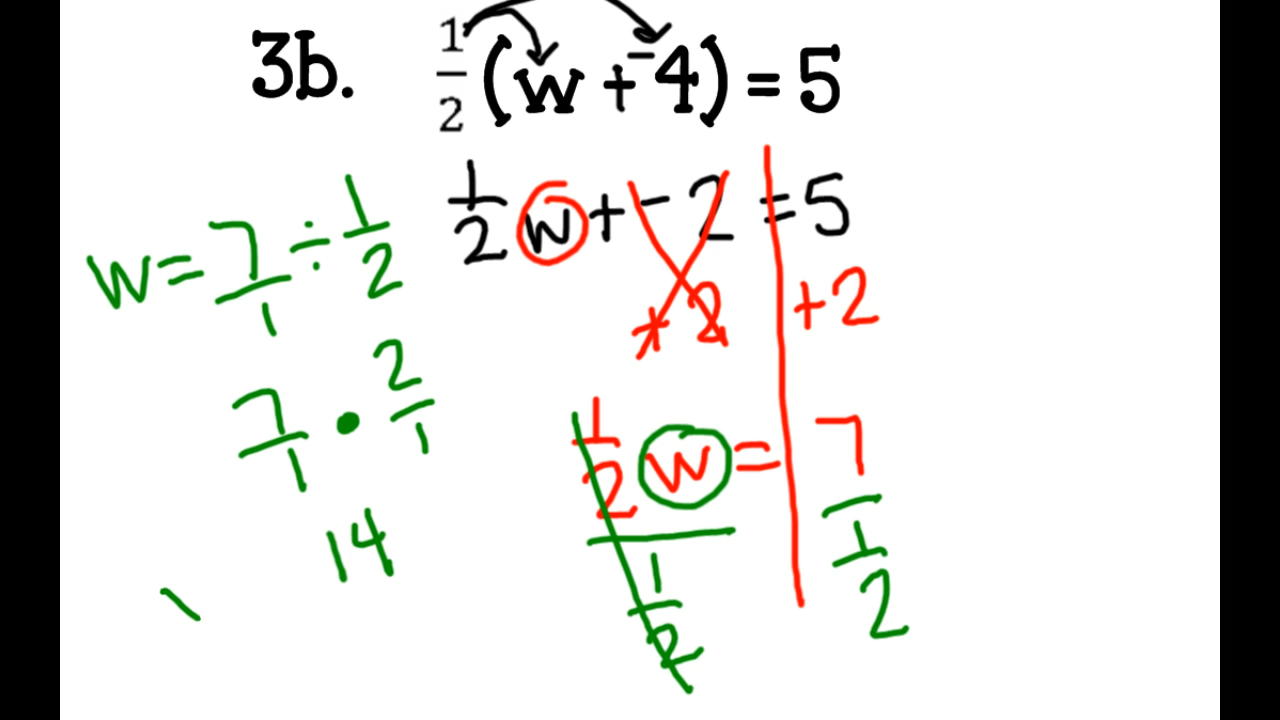 3b. 1/2 (w + ⁻4) = 5
1/2 w + ⁻2 = 5
+2 +2
1/2 w = 7
1/2 1/2
w = 7/1 ÷ 1/2
7/1 • 2/1
14